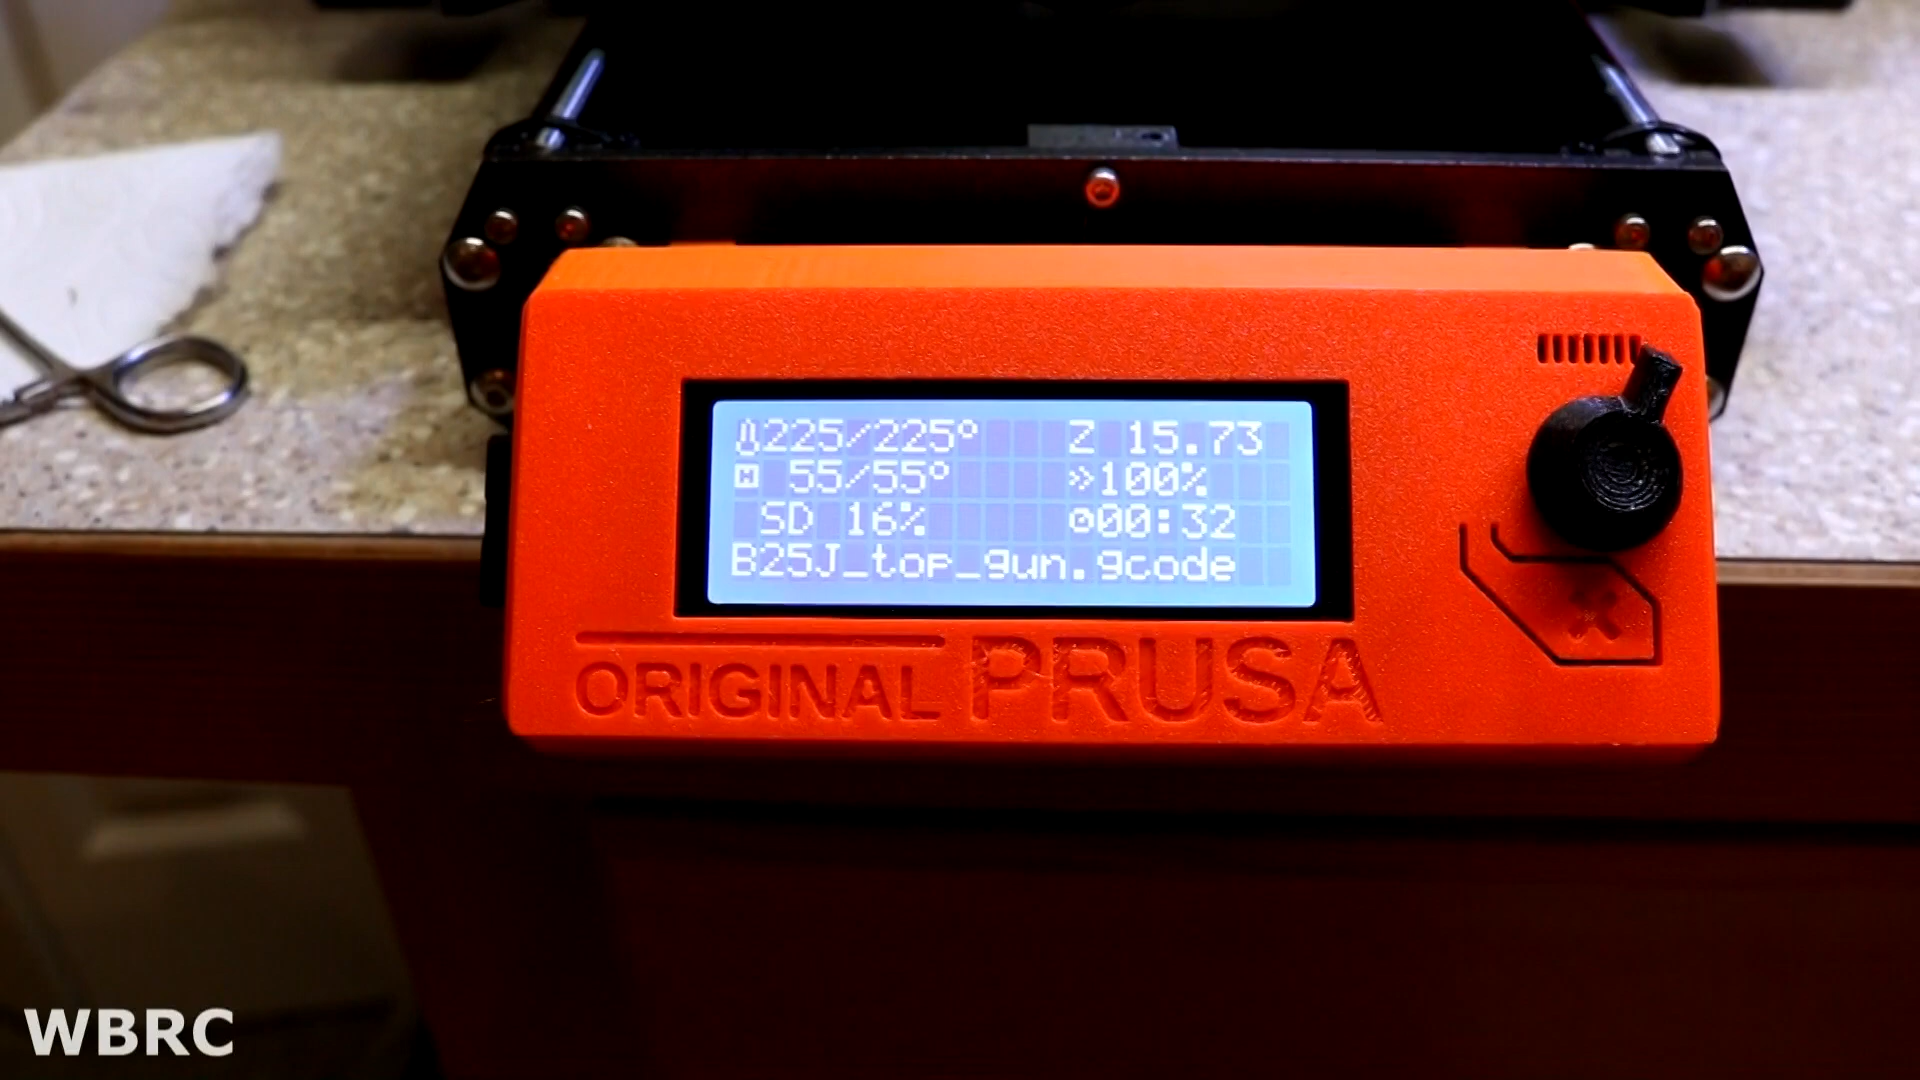 225/225° Z 15.73
55/55° »100%
SD 16% 00:32
B25J_top_gun.gcode
ORIGINAL PRUSA
WBRC